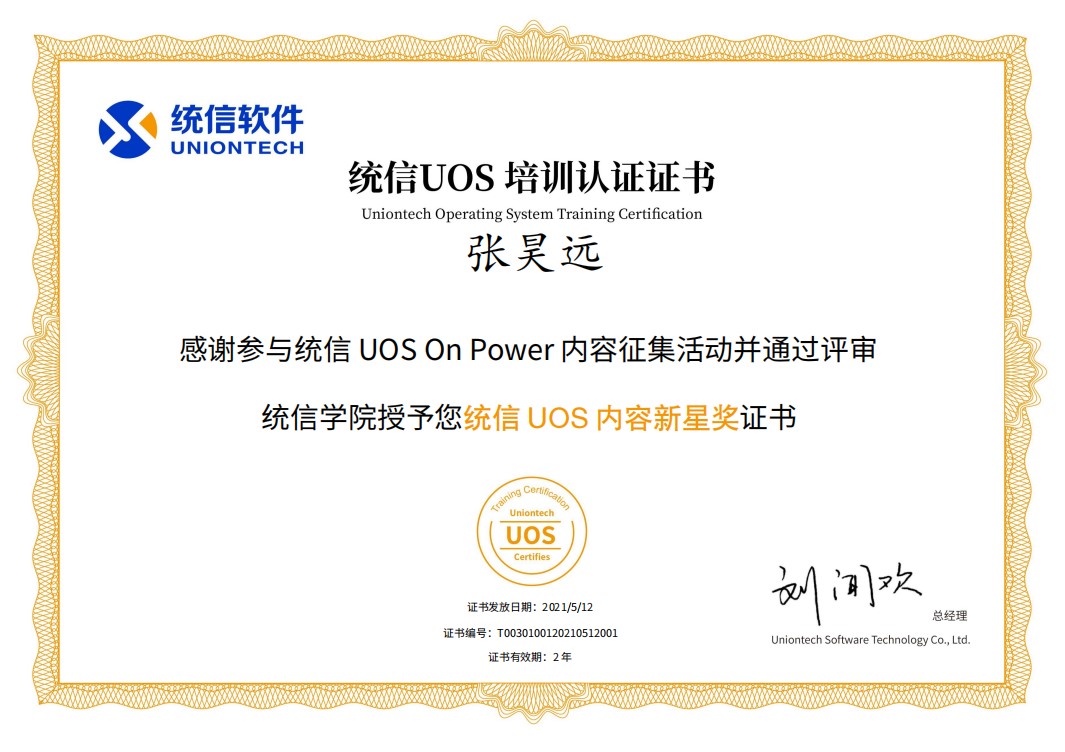 统信软件
UNIONTECH
统信UOS 培训认证证书
Uniontech Operating System Training Certification
张昊远
感谢参与统信 UOS On Power 内容征集活动并通过评审
统信学院授予您统信 UOS 内容新星奖证书
Training Certification
Uniontech
UOS
Certifies
证书发放日期：2021/5/12
证书编号：T0030100120210512001
证书有效期：2 年
刘闻欢
总经理
Uniontech Software Technology Co., Ltd.